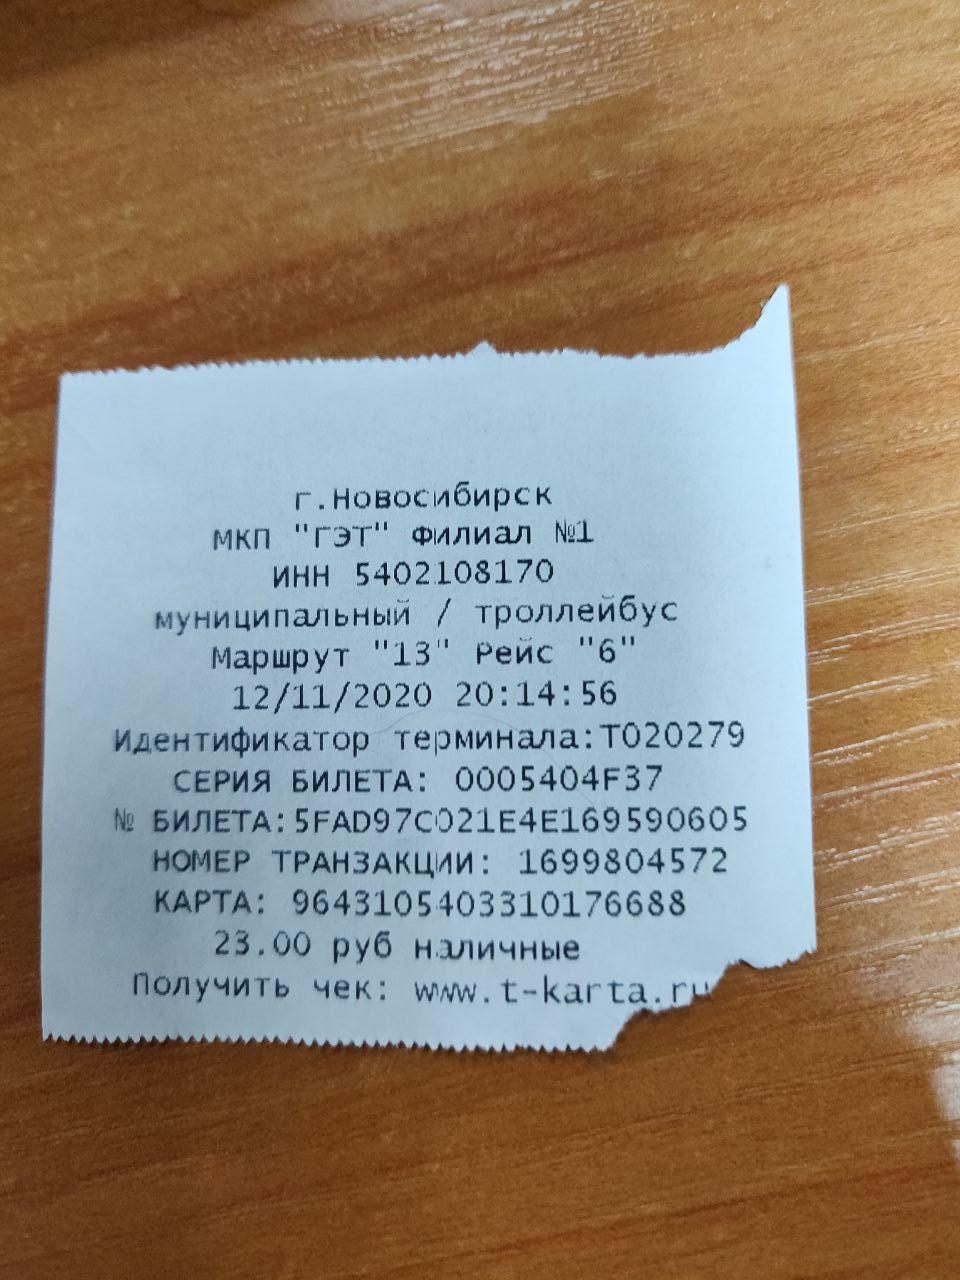 г.Новосибирск
МКП "ГЭТ" Филиал №1
ИНН 5402108170
муниципальный / троллейбус
Маршрут "13" Рейс "6"
12/11/2020 20:14:56
Идентификатор терминала:Т020279
СЕРИЯ БИЛЕТА: 0005404F37
№ БИЛЕТА:5FAD97C021E4E169590605
НОМЕР ТРАНЗАКЦИИ: 1699804572
КАРТА: 9643105403310176688
23.00 руб наличные
Получить чек: www.t-karta.ru